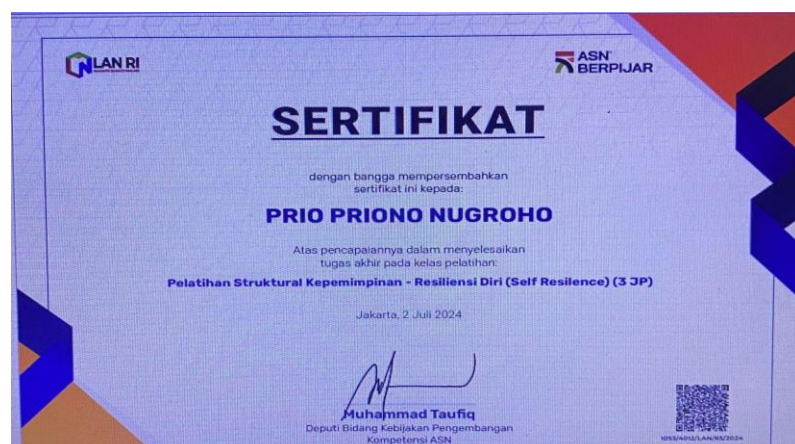 LAN RI
ASN
BERPIJAR
SERTIFIKAT
dengan bangga mempersembahkan
sertifikat ini kepada:
PRIO PRIONO NUGROHO
Atas pencapaiannya dalam menyelesaikan
tugas akhir pada kelas pelatihan:
Pelatihan Struktural Kepemimpinan - Resiliensi Diri (Self Resilence) (3 JP)
Jakarta, 2 Juli 2024
Muhammad Taufiq
Deputi Bidang Kebijakan Pengembangan
Kompetensi ASN